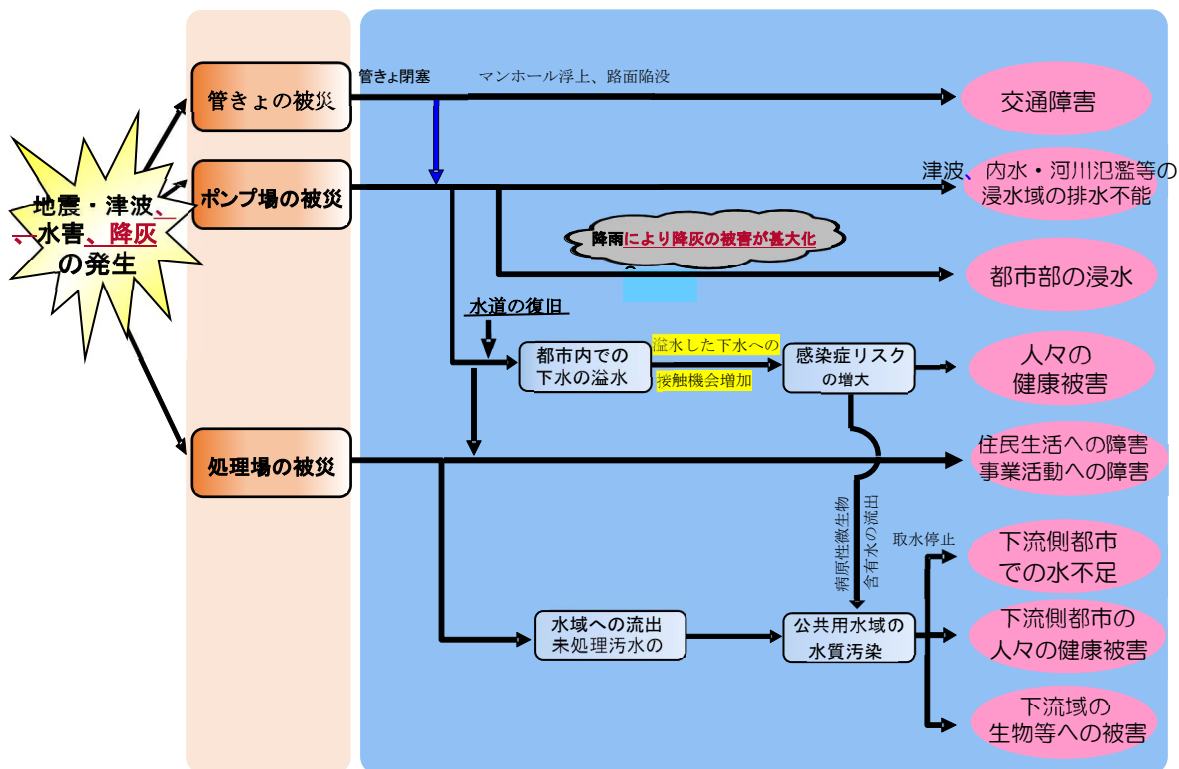 管きょ閉塞
マンホール浮上、路面陥没
管きょの被災
交通障害
ポンプ場の被災
津波、内水・河川氾濫等の
浸水域の排水不能
地震・津波、
、水害、降灰
の発生
降雨により降灰の被害が甚大化
都市部の浸水
水道の復旧
都市内での
下水の溢水
溢水した下水への
接触機会増加
感染症リスク
の増大
人々の
健康被害
処理場の被災
住民生活への障害
事業活動への障害
病原性微生物
含有水の流出
取水停止
下流側都市
での水不足
水域への流出
未処理汚水の
公共用水域の
水質汚染
下流側都市の
人々の健康被害
下流域の
生物等への被害